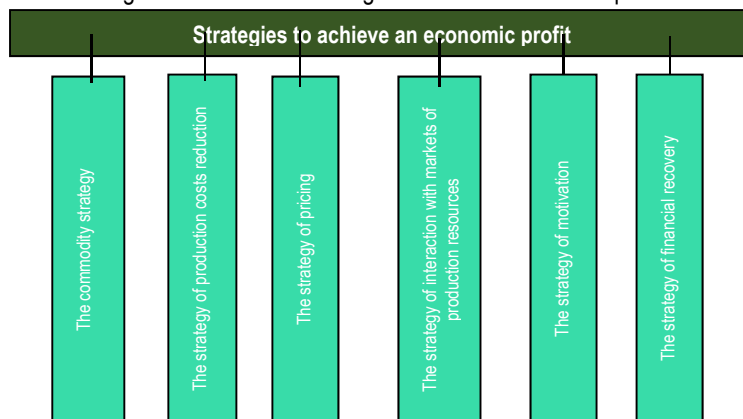 Strategies to achieve an economic profit
The commodity strategy
The strategy of production costs reduction
The strategy of pricing
The strategy of interaction with markets of
production resources
The strategy of motivation
The strategy of financial recovery